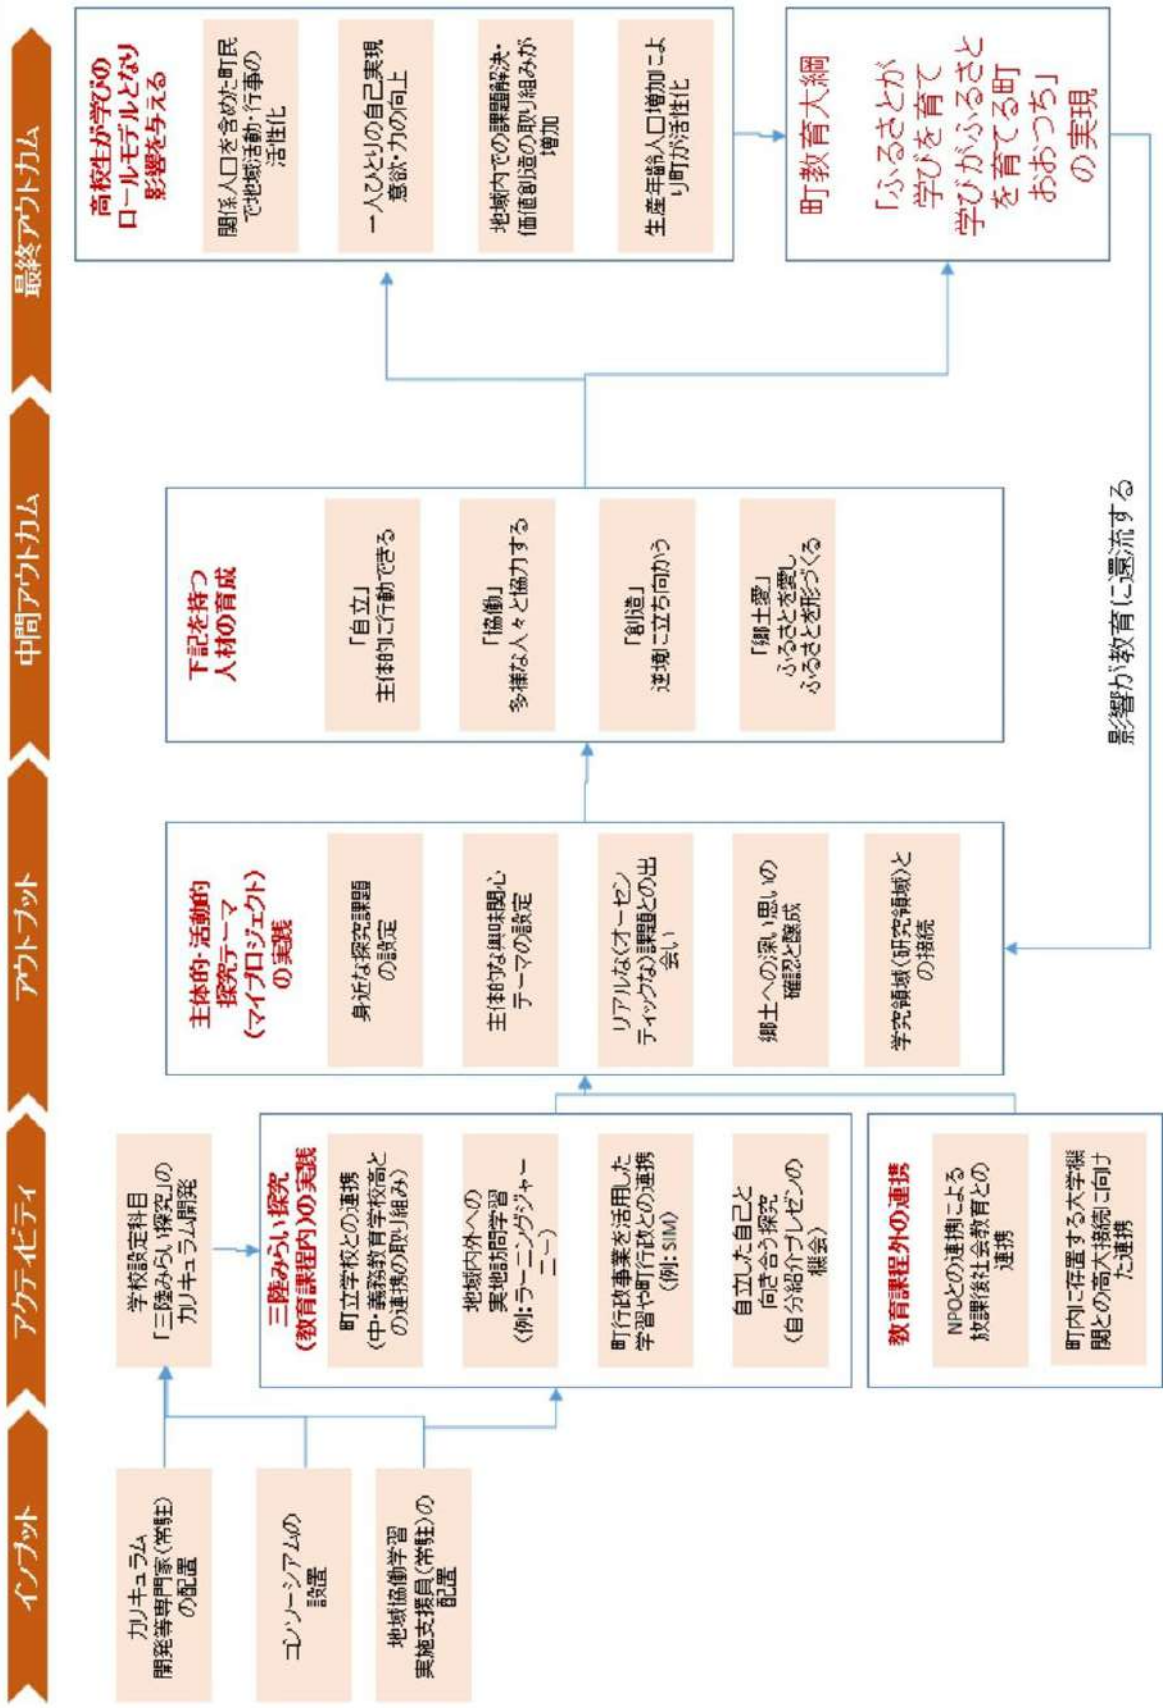 インプット
アクティビティ
アウトプット
中間アウトカム
最終アウトカム
カリキュラム
開発等専門家(常駐)
の配置
コンソーシアムの
設置
地域協働学習
実施支援員(常駐)の
配置
学校設定科目
「三陸みらい探究」の
カリキュラム開発
三陸みらい探究
(教育課程内)の実践
町立学校との連携
(中・義務教育学校高と
の連携の取り組み)
地域内外への
実地訪問学習
(例:ラーニングジャー
ニー)
町行政事業を活用した
学習や町行政との連携
(例:SIM)
自立した自己と
向き合う探究
(自分紹介プレゼンの
機会)
教育課程外の連携
NPOとの連携による
放課後社会教育との
連携
町内に存置する大学機
関との高大接続に向け
た連携
主体的・活動的
探究テーマ
(マイプロジェクト)
の実践
身近な探究課題
の設定
主体的な興味関心
テーマの設定
リアルな(オーセン
ティックな)課題との出
会い
郷土への深い思いの
確認と醸成
学究領域(研究領域)と
の接続
下記を持つ
人材の育成
「自立」
主体的に行動できる
「協働」
多様な人々と協力する
「創造」
逆境に立ち向かう
「郷土愛」
ふるさとを愛し
ふるさとを形づくる
高校生が学びの
ロールモデルとなり
影響を与える
関係人口を含めた町民
で地域活動・行事の
活性化
一人ひとりの自己実現
意欲・力の向上
地域内での課題解決・
価値創造の取り組みが
増加
生産年齢人口増加によ
り町が活性化
町教育大綱
「ふるさとが
学びを育て
学びがふるさと
を育てる町
おおつち」
の実現
影響が教育に還流する